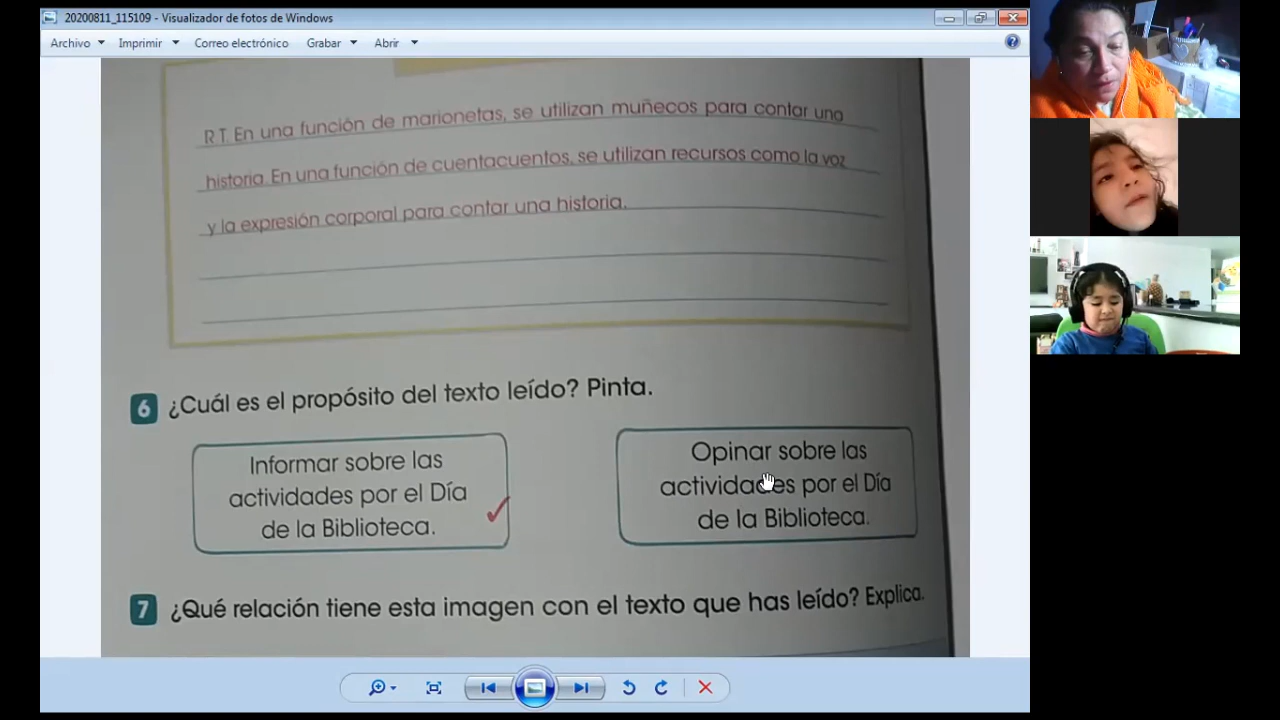 20200811_115109 - Visualizador de fotos de Windows
Archivo Imprimir Correo electrónico Grabar Abrir
R.T. En una función de marionetas, se utilizan muñecos para contar una
historia. En una función de cuentacuentos, se utilizan recursos como la voz
y la expresión corporal para contar una historia.
6 ¿Cuál es el propósito del texto leído? Pinta.
Informar sobre las
actividades por el Día
de la Biblioteca.
Opinar sobre las
actividades por el Día
de la Biblioteca.
7 ¿Qué relación tiene esta imagen con el texto que has leído? Explica.